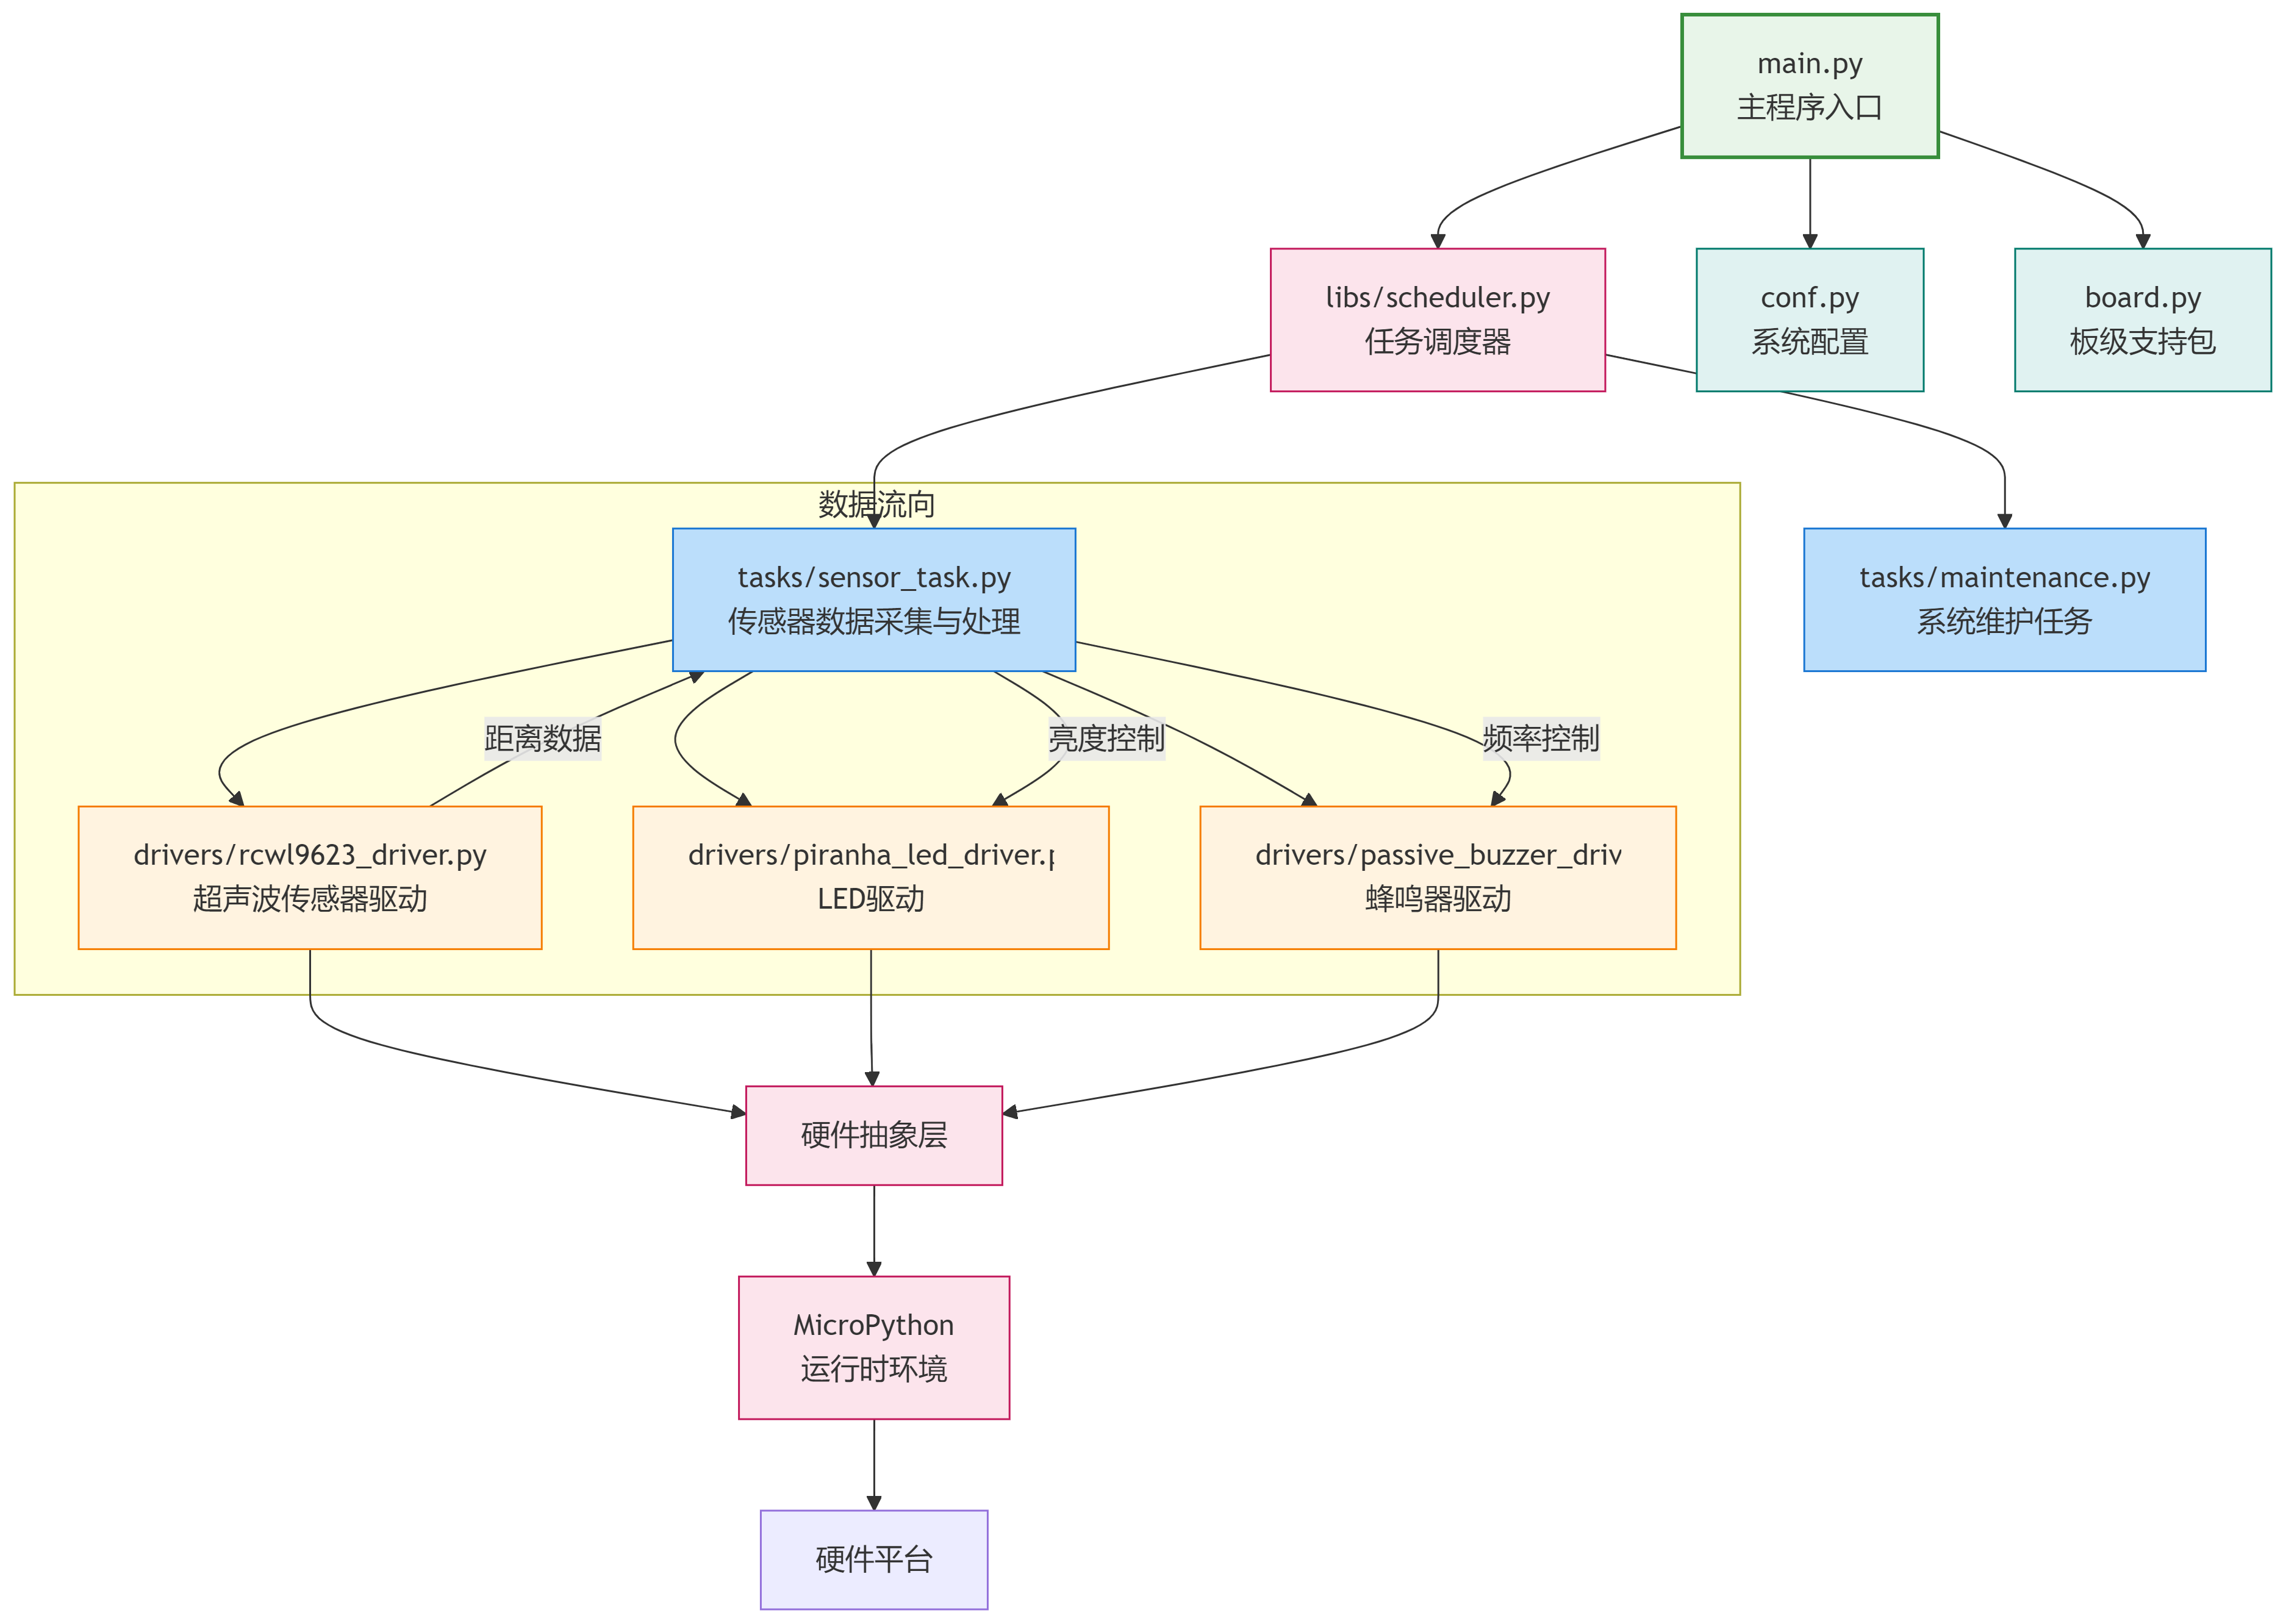 main.py
主程序入口
libs/scheduler.py
任务调度器
conf.py
系统配置
board.py
板级支持包
数据流向
tasks/sensor_task.py
传感器数据采集与处理
tasks/maintenance.py
系统维护任务
距离数据
亮度控制
频率控制
drivers/rcwl9623_driver.py
超声波传感器驱动
drivers/piranha_led_driver.p
LED驱动
drivers/passive_buzzer_driv
蜂鸣器驱动
硬件抽象层
MicroPython
运行时环境
硬件平台